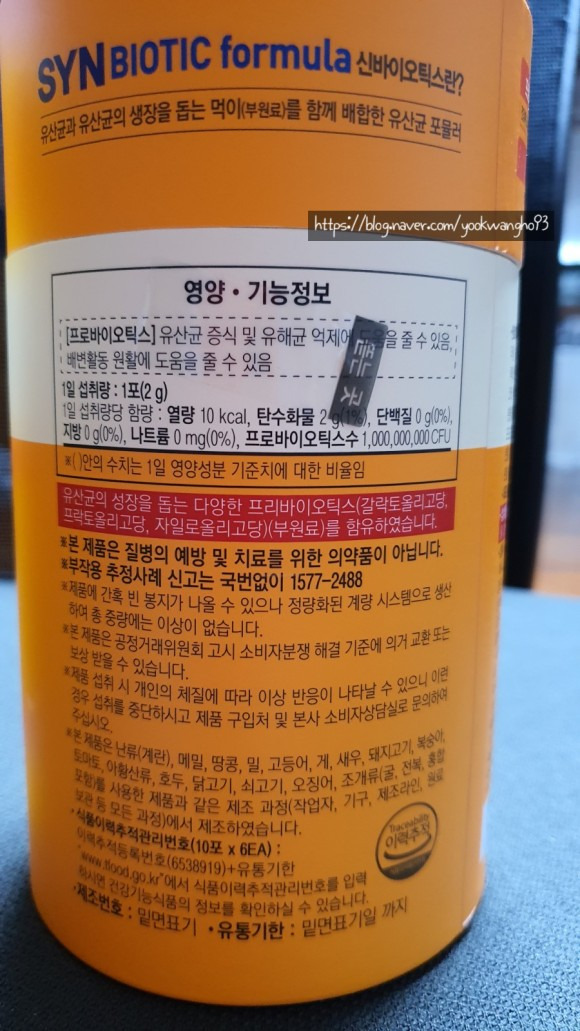 SYNBIOTIC formula 신바이오틱스란?
유산균과 유산균의 생장을 돕는 먹이(부원료)를 함께 배합한 유산균 포뮬러
https://blog.naver.com/yookwangho93
영양・기능정보
[프로바이오틱스] 유산균 증식 및 유해균 억제에 도움을 줄 수 있음,
배변활동 원활에 도움을 줄 수 있음
뜯는 곳
1일 섭취량 : 1포(2 g)
1일 섭취량당 함량 : 열량 10 kcal, 탄수화물 2 g(1%), 단백질 0 g(0%),
지방 0 g(0%), 나트륨 0 mg(0%), 프로바이오틱스수 1,000,000,000 CFU
※( )안의 수치는 1일 영양성분 기준치에 대한 비율임
유산균의 성장을 돕는 다양한 프리바이오틱스(갈락토올리고당,
프락토올리고당, 자일로올리고당)(부원료)를 함유하였습니다.
※본 제품은 질병의 예방 및 치료를 위한 의약품이 아닙니다.
※부작용 추정사례 신고는 국번없이 1577-2488
※제품에 간혹 빈 봉지가 나올 수 있으나 정량화된 계량 시스템으로 생산
하여 총 중량에는 이상이 없습니다.
※본 제품은 공정거래위원회 고시 소비자분쟁 해결 기준에 의거 교환 또는
보상 받을 수 있습니다.
※제품 섭취 시 개인의 체질에 따라 이상 반응이 나타날 수 있으니 이런
경우 섭취를 중단하시고 제품 구입처 및 본사 소비자상담실로 문의하여
주십시오.
※본 제품은 난류(계란), 메밀, 땅콩, 밀, 고등어, 게, 새우, 돼지고기, 복숭아,
토마토, 아황산류, 호두, 닭고기, 쇠고기, 오징어, 조개류(굴, 전복, 홍합
포함)를 사용한 제품과 같은 제조 과정(작업자, 기구, 제조라인, 원료
보관 등 모든 과정)에서 제조하였습니다.
・식품이력추적관리번호(10포 x 6EA) :
이력추적등록번호(6538919)+유통기한
"www.tfood.go.kr"에서 식품이력추적관리번호를 입력
하시면 건강기능식품의 정보를 확인하실 수 있습니다.
Traceability
이력추적
・제조번호 : 밑면표기 ・유통기한 : 밑면표기일 까지